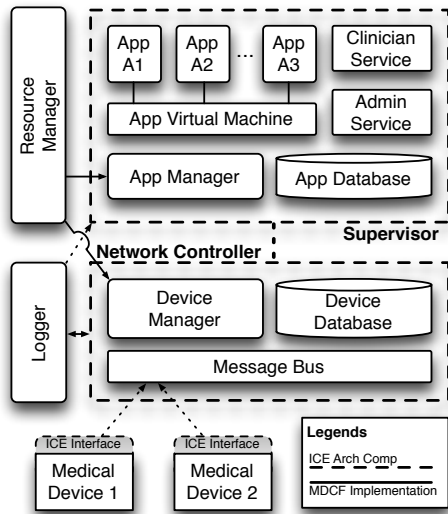 Resource
Manager
App
A1
App
A2
...
App
A3
Clinician
Service
App Virtual Machine
Admin
Service
App Manager
App Database
Supervisor
Network Controller
Logger
Device
Manager
Device
Database
Message Bus
ICE Interface
ICE Interface
Medical
Device 1
Medical
Device 2
Legends
ICE Arch Comp
MDCF Implementation